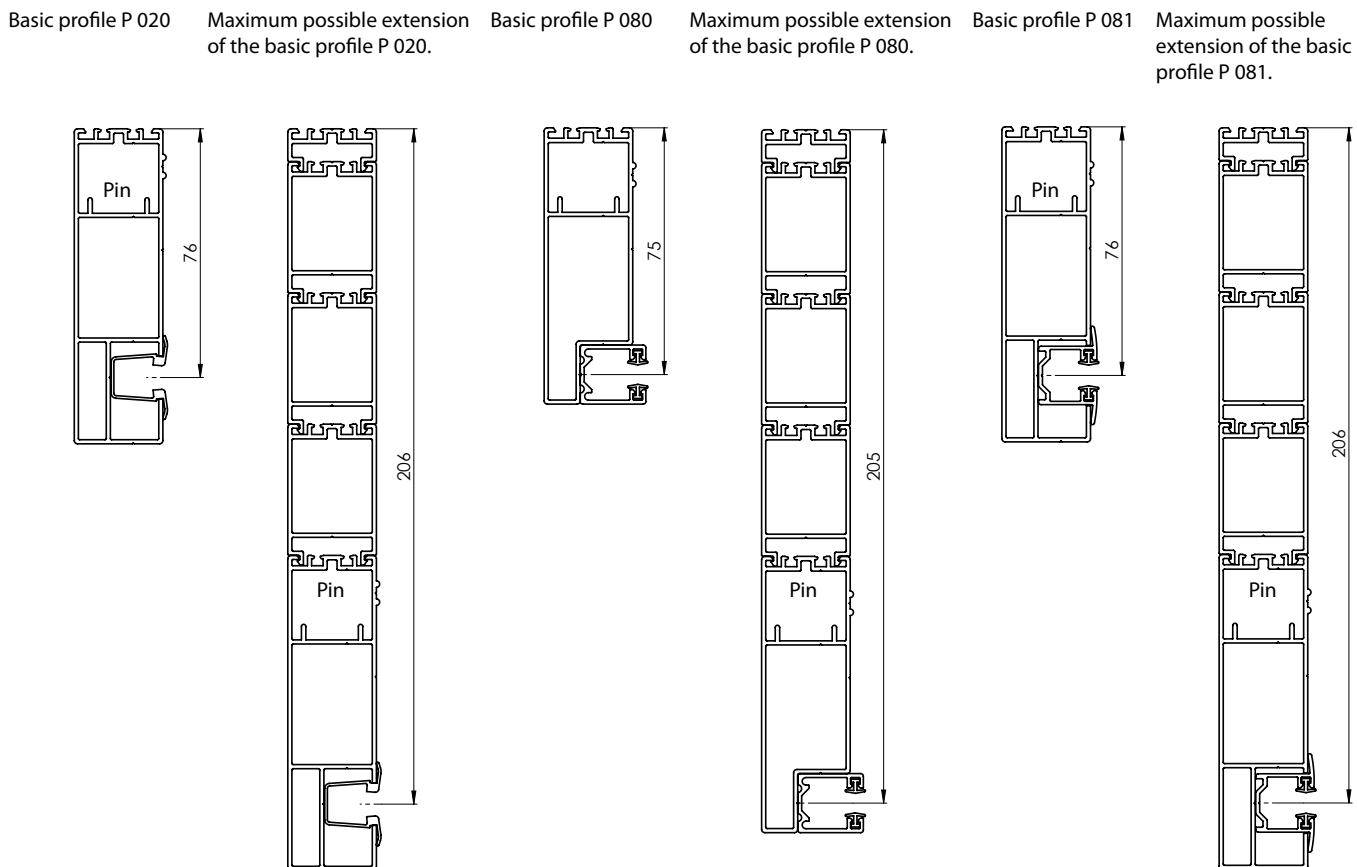 Basic profile P 020
Maximum possible extension
of the basic profile P 020.
Basic profile P 080
Maximum possible extension
of the basic profile P 080.
Basic profile P 081
Maximum possible
extension of the basic
profile P 081.
Pin
76
Pin
206
75
Pin
205
Pin
76
Pin
206